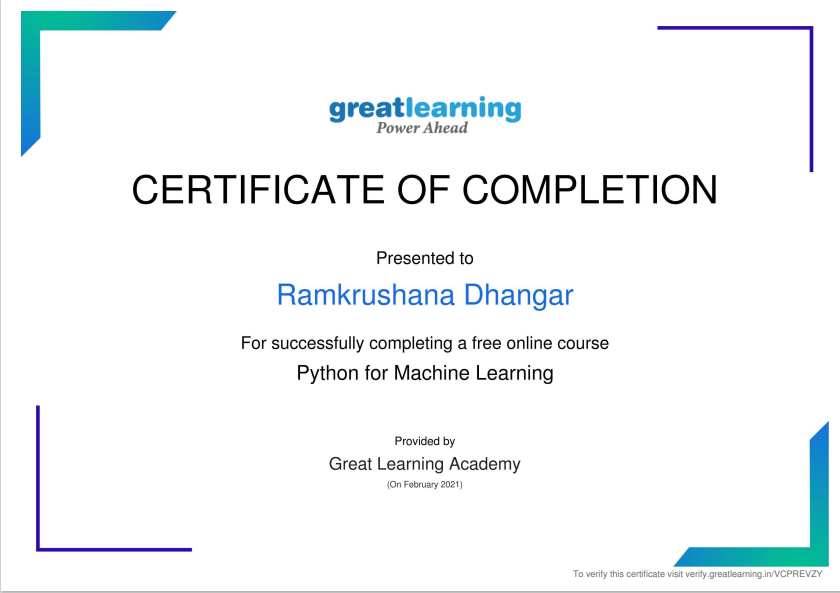 greatlearning
Power Ahead
CERTIFICATE OF COMPLETION
Presented to
Ramkrushana Dhangar
For successfully completing a free online course
Python for Machine Learning
Provided by
Great Learning Academy
(On February 2021)
To verify this certificate visit verify.greatlearning.in/VCPREVZY